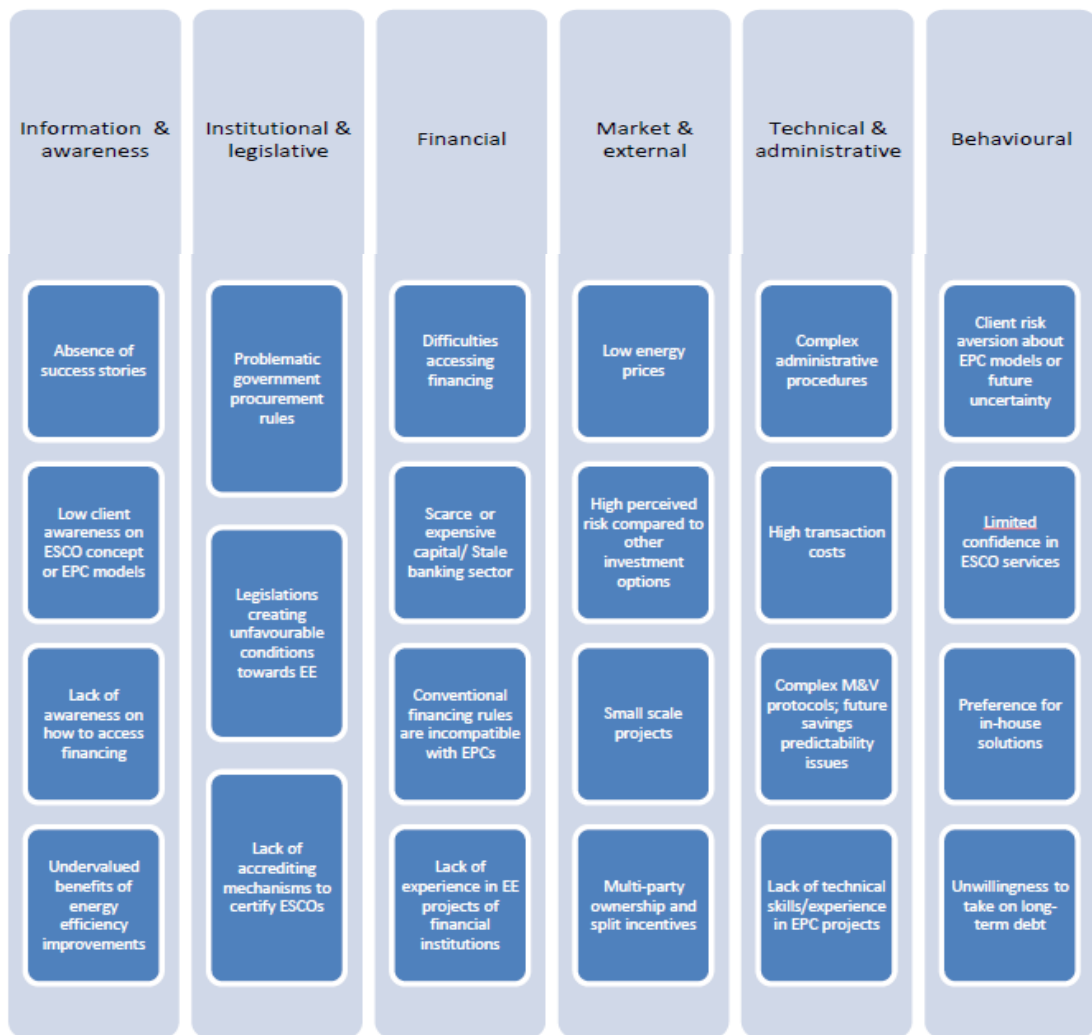 Information &
awareness
Institutional &
legislative
Financial
Market &
external
Technical &
administrative
Behavioural
Absence of
success stories
Low client
awareness on
ESCO concept
or EPC models
Lack of
awareness on
how to access
financing
Undervalued
benefits of
energy
efficiency
improvements
Problematic
government
procurement
rules
Legislations
creating
unfavourable
conditions
towards EE
Lack of
accrediting
mechanisms to
certify ESCOs
Difficulties
accessing
financing
Scarce or
expensive
capital/ Stale
banking sector
Conventional
financing rules
are incompatible
with EPCs
Lack of
experience in EE
projects of
financial
institutions
Low energy
prices
High perceived
risk compared to
other
investment
options
Small scale
projects
Multi-party
ownership and
split incentives
Complex
administrative
procedures
High transaction
costs
Complex M&V
protocols; future
savings
predictability
issues
Lack of technical
skills/experience
in EPC projects
Client risk
aversion about
EPC models or
future
uncertainty
Limited
confidence in
ESCO services
Preference for
in-house
solutions
Unwillingness to
take on long-
term debt